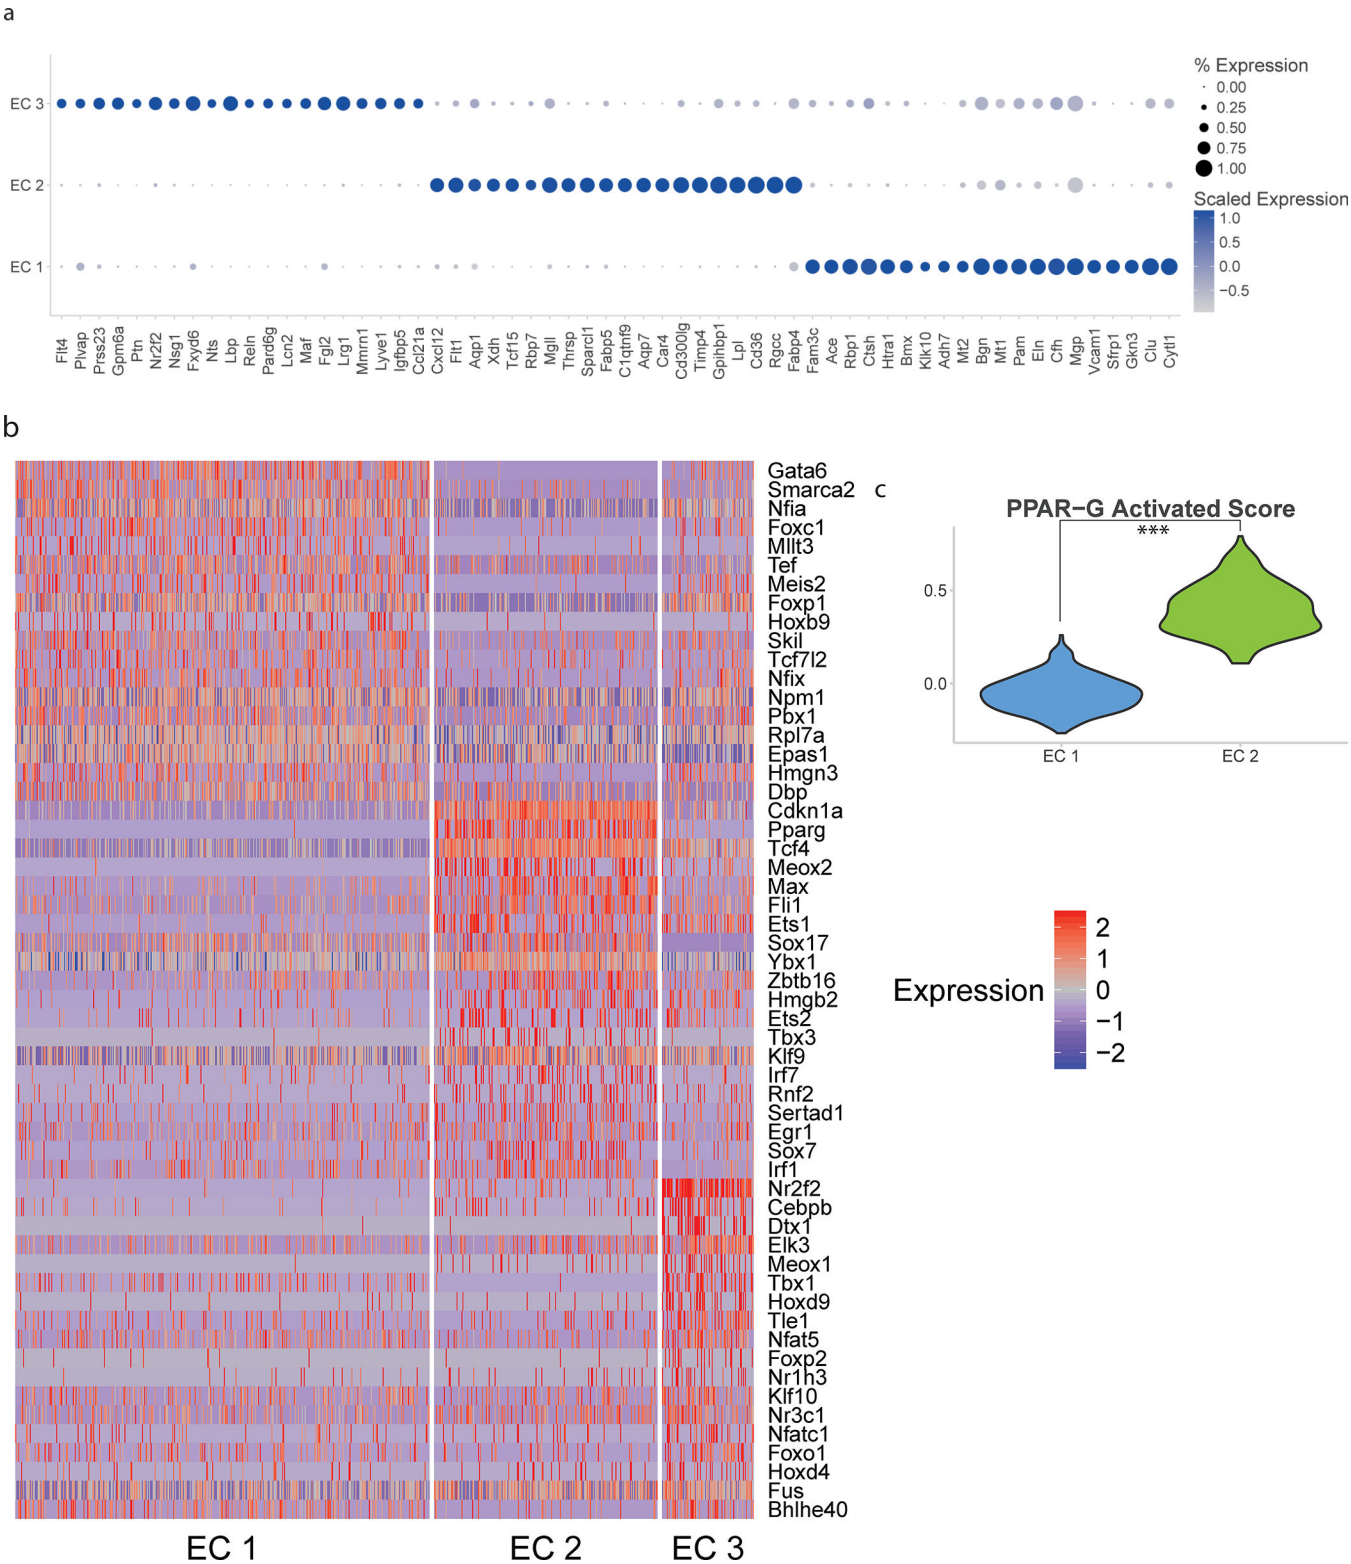 a
% Expression
0.00
0.25
0.50
0.75
1.00
Scaled Expression
1.0
0.5
0.0
−0.5
EC 3
EC 2
EC 1
Flt4 Plvap Prss23 Gpm6a Ptn Nr2f2 Nsg1 Fxyd6 Nts Lbp Reln Pard6g Lcn2 Maf Fgl2 Lrg1 Mmrn1 Lyve1 Igfbp5 Ccl21a Cxcl12 Flt1 Aqp1 Xdh Tcf15 Rbp7 Mgll Thrsp Sparcl1 Fabp5 C1qtnf9 Aqp7 Car4 Cd300lg Timp4 Gpihbp1 Lpl Cd36 Rgcc Fabp4 Fam3c Ace Rbp1 Ctsh Htra1 Bmx Klk10 Adh7 Mt2 Bgn Mt1 Pam Eln Cfh Mgp Vcam1 Sfrp1 Gkn3 Clu Cytl1
b
Gata6
Smarca2
Nfia
Foxc1
Mllt3
Tef
Meis2
Foxp1
Hoxb9
Skil
Tcf7l2
Nfix
Npm1
Pbx1
Rpl7a
Epas1
Hmgn3
Dbp
Cdkn1a
Pparg
Tcf4
Meox2
Max
Fli1
Ets1
Sox17
Ybx1
Zbtb16
Hmgb2
Ets2
Tbx3
Klf9
Irf7
Rnf2
Sertad1
Egr1
Sox7
Irf1
Nr2f2
Cebpb
Dtx1
Elk3
Meox1
Tbx1
Hoxd9
Tle1
Nfat5
Foxp2
Nr1h3
Klf10
Nr3c1
Nfatc1
Foxo1
Hoxd4
Fus
Bhlhe40
EC 1
EC 2
EC 3
c
PPAR−G Activated Score
***
0.5
0.0
EC 1
EC 2
Expression
2
1
0
−1
−2